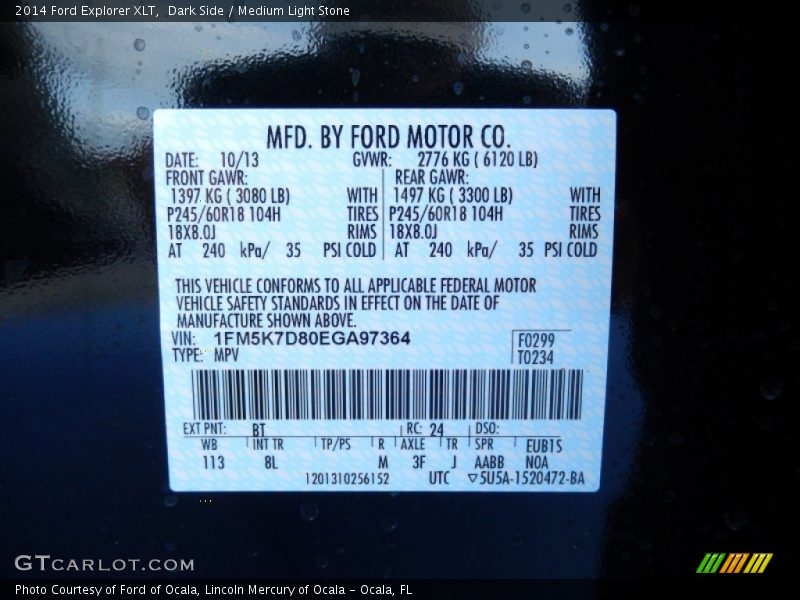 2014 Ford Explorer XLT,  Dark Side / Medium Light Stone
MFD. BY FORD MOTOR CO.
DATE: 10/13 GVWR: 2776 KG ( 6120 LB)
FRONT GAWR: REAR GAWR:
1397 KG ( 3080 LB) WITH 1497 KG ( 3300 LB) WITH
P245/60R18 104H TIRES P245/60R18 104H TIRES
18X8.0J RIMS 18X8.0J RIMS
AT 240 kPa/ 35 PSI COLD AT 240 kPa/ 35 PSI COLD
THIS VEHICLE CONFORMS TO ALL APPLICABLE FEDERAL MOTOR
VEHICLE SAFETY STANDARDS IN EFFECT ON THE DATE OF
MANUFACTURE SHOWN ABOVE.
VIN: 1FM5K7D80EGA97364 F0299
TYPE: MPV T0234
EXT PNT: BT RC: 24 DSO:
WB INT TR TP/PS R AXLE TR SPR EUB1S
113 8L M 3F J AABB NOA
1201310256152 UTC ▽5U5A-1520472-BA
GTCARLOT.COM
Photo Courtesy of Ford of Ocala, Lincoln Mercury of Ocala - Ocala, FL